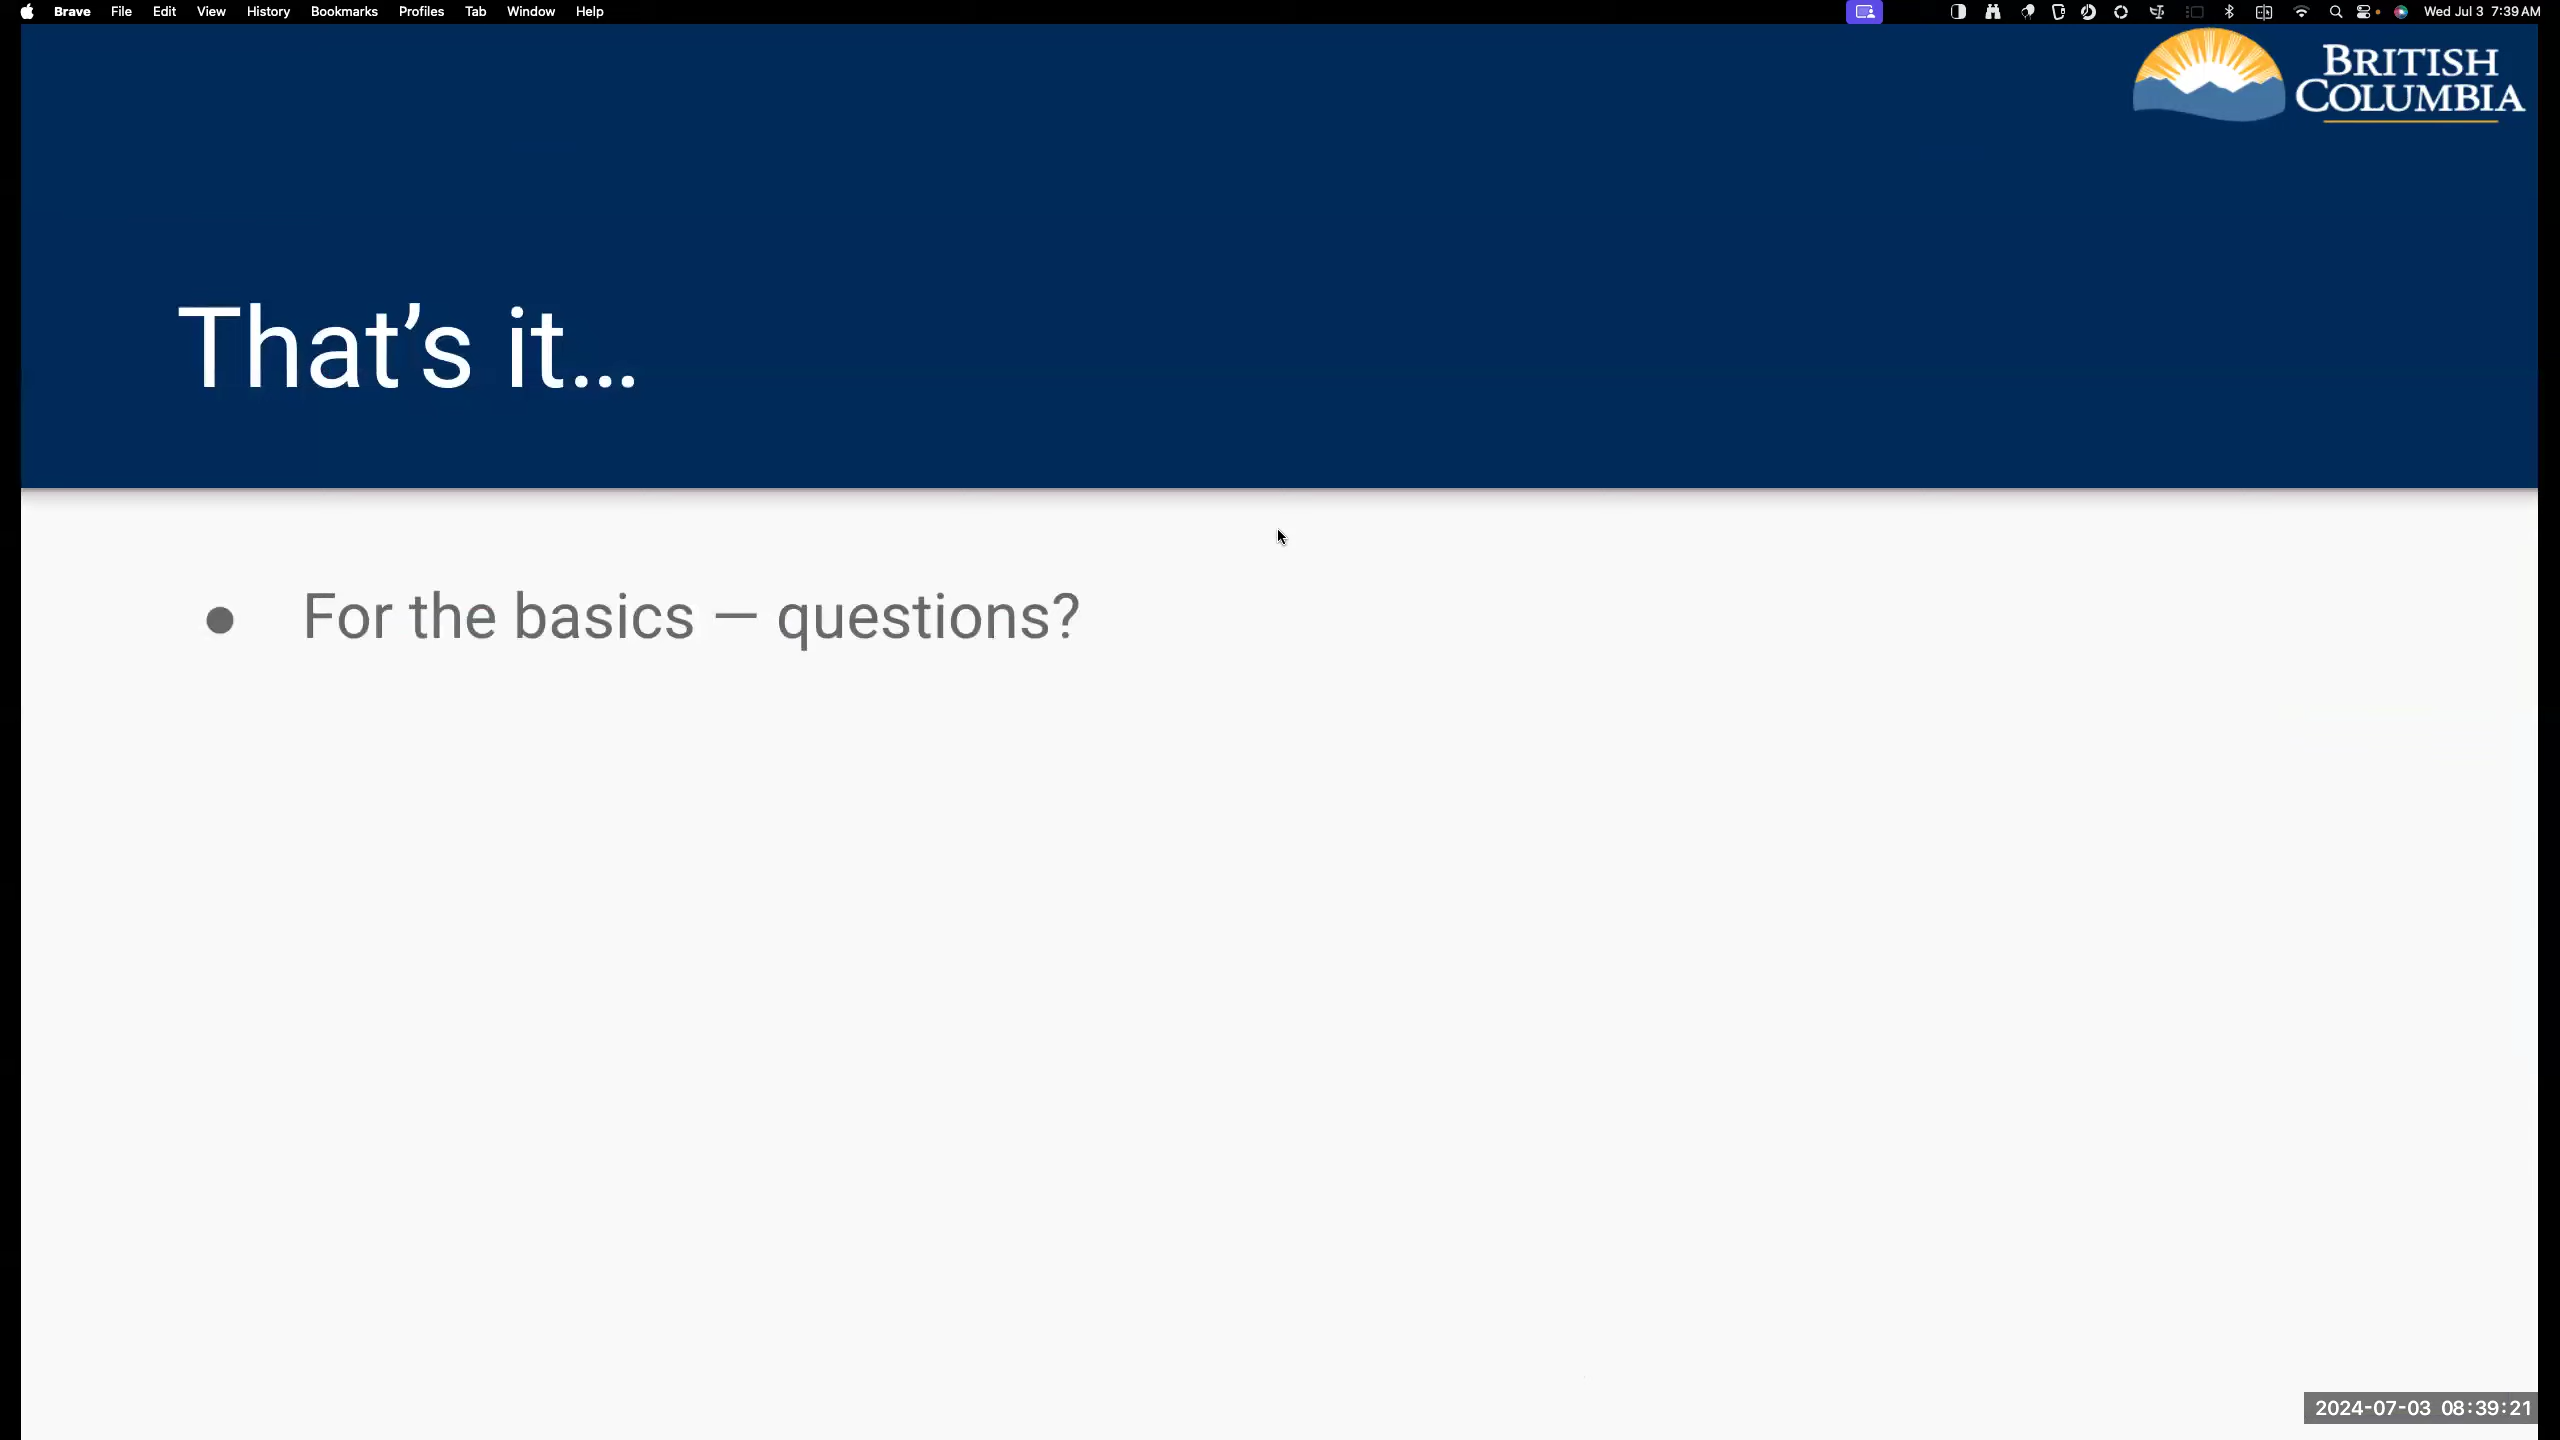 Brave File Edit View History Bookmarks Profiles Tab Window Help Wed Jul 3 7:39 AM
BRITISH
COLUMBIA
That’s it...
● For the basics — questions?
2024-07-03 08:39:21